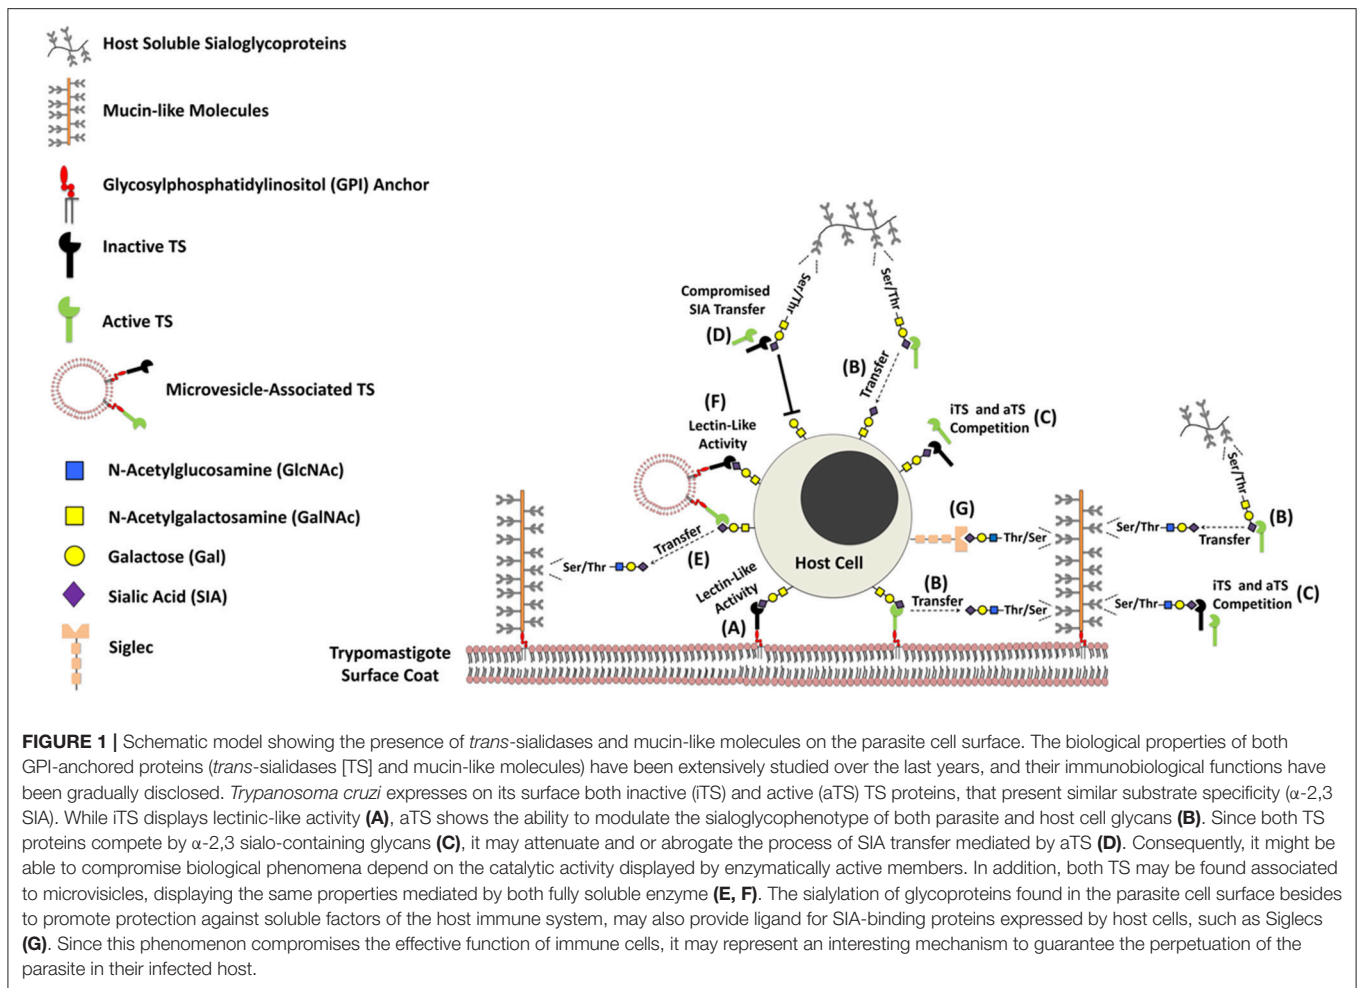 Host Soluble Sialoglycoproteins
Mucin-like Molecules
Glycosylphosphatidylinositol (GPI) Anchor
Inactive TS
Active TS
Microvesicle-Associated TS
N-Acetylglucosamine (GlcNAc)
N-Acetylgalactosamine (GalNAc)
Galactose (Gal)
Sialic Acid (SIA)
Siglec
Ser/Thr
Ser/Thr
Compromised
SIA Transfer
(D)
(B)
Transfer
(F)
Lectin-Like
Activity
iTS and aTS
Competition
(C)
Ser/Thr
(G)
Thr/Ser
Ser/Thr
Transfer
(B)
Transfer
(E)
Ser/Thr
Host Cell
Lectin-Like
Activity
(A)
(B)
Transfer
Thr/Ser
Ser/Thr
iTS and aTS
Competition
(C)
Trypomastigote
Surface Coat
FIGURE 1 | Schematic model showing the presence of trans-sialidases and mucin-like molecules on the parasite cell surface. The biological properties of both
GPI-anchored proteins (trans-sialidases [TS] and mucin-like molecules) have been extensively studied over the last years, and their immunobiological functions have
been gradually disclosed. Trypanosoma cruzi expresses on its surface both inactive (iTS) and active (aTS) TS proteins, that present similar substrate specificity (α-2,3
SIA). While iTS displays lectinic-like activity (A), aTS shows the ability to modulate the sialoglycophenotype of both parasite and host cell glycans (B). Since both TS
proteins compete by α-2,3 sialo-containing glycans (C), it may attenuate and or abrogate the process of SIA transfer mediated by aTS (D). Consequently, it might be
able to compromise biological phenomena depend on the catalytic activity displayed by enzymatically active members. In addition, both TS may be found associated
to microvisicles, displaying the same properties mediated by both fully soluble enzyme (E, F). The sialylation of glycoproteins found in the parasite cell surface besides
to promote protection against soluble factors of the host immune system, may also provide ligand for SIA-binding proteins expressed by host cells, such as Siglecs
(G). Since this phenomenon compromises the effective function of immune cells, it may represent an interesting mechanism to guarantee the perpetuation of the
parasite in their infected host.